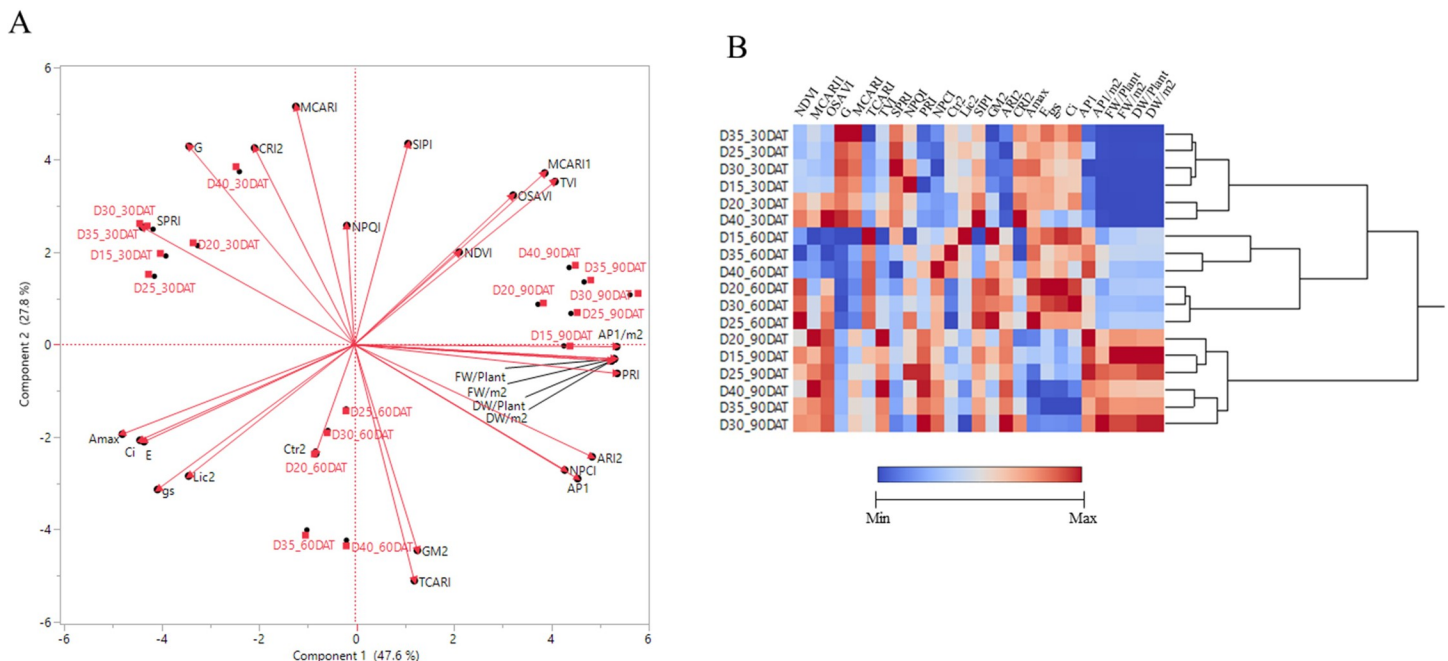 A
6
4
2
0
-2
-4
-6
-6
-4
-2
0
2
4
6
Component 2 (27.8 %)
Component 1 (47.6 %)
MCARI
G
CRI2
SIPI
D40_30DAT
MCARI1
TVI
OSAVI
D30_30DAT
SPRI
D35_30DAT
NPQI
D20_30DAT
D15_30DAT
D25_30DAT
NDVI
D40_90DAT
D35_90DAT
D20_90DAT
D30_90DAT
D25_90DAT
D15_90DAT
AP1/m2
PRI
FW/Plant
FW/m2
DW/Plant
DW/m2
D25_60DAT
D30_60DAT
Ctr2
D20_60DAT
Amax
Ci
E
Lic2
gs
ARI2
NPCI
AP1
D35_60DAT
D40_60DAT
GM2
TCARI
B
NDVI
MCARI1
OSAVI
G
MCARI
TCARI
TVI
SPRI
NPQI
PRI
NPCI
Ctr2
Lic2
SIPI
GM2
ARI2
CRI2
Amax
E
gs
Ci
AP1
AP1/m2
FW/Plant
FW/m2
DW/Plant
DW/m2
D35_30DAT
D25_30DAT
D30_30DAT
D15_30DAT
D20_30DAT
D40_30DAT
D15_60DAT
D35_60DAT
D40_60DAT
D20_60DAT
D30_60DAT
D25_60DAT
D20_90DAT
D15_90DAT
D25_90DAT
D40_90DAT
D35_90DAT
D30_90DAT
Min
Max